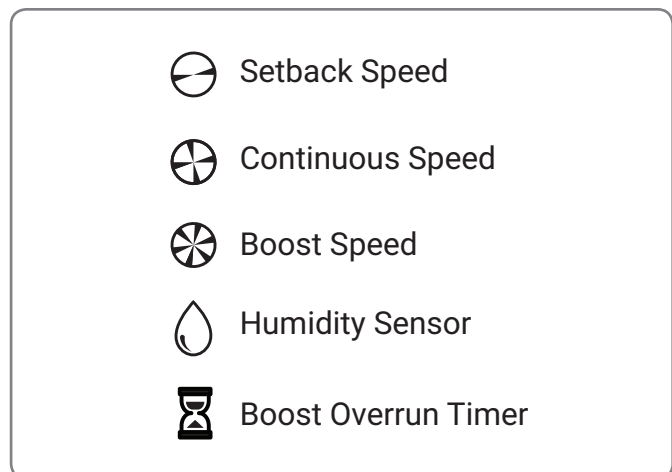 Setback Speed
Continuous Speed
Boost Speed
Humidity Sensor
Boost Overrun Timer